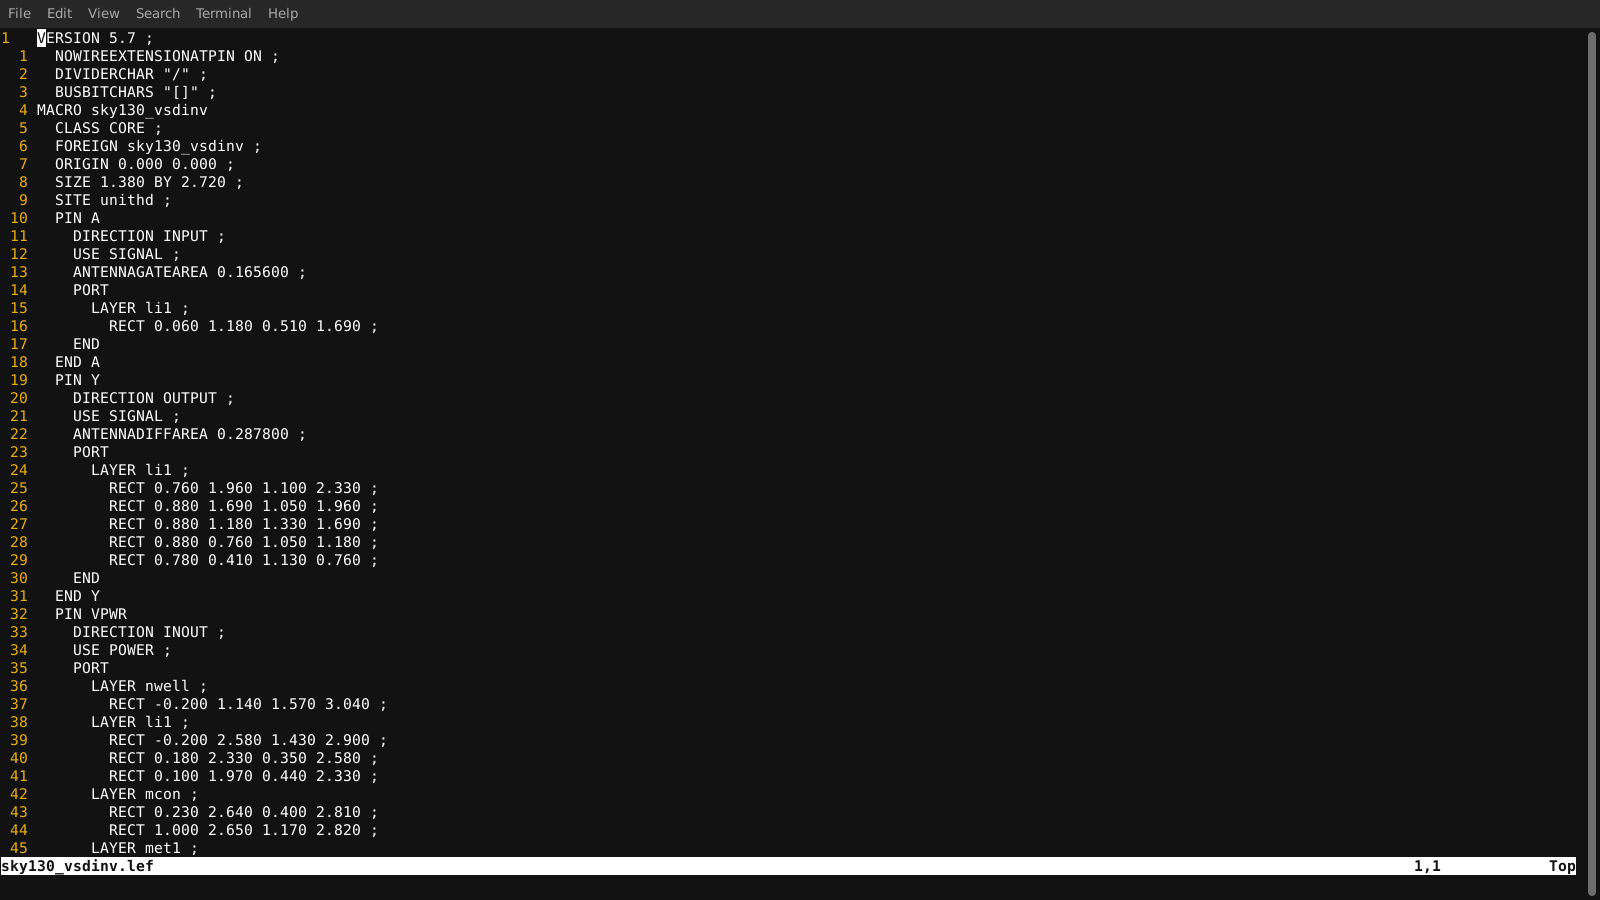 File Edit View Search Terminal Help
1   VERSION 5.7 ;
  1   NOWIREEXTENSIONATPIN ON ;
  2   DIVIDERCHAR "/" ;
  3   BUSBITCHARS "[]" ;
  4 MACRO sky130_vsdinv
  5   CLASS CORE ;
  6   FOREIGN sky130_vsdinv ;
  7   ORIGIN 0.000 0.000 ;
  8   SIZE 1.380 BY 2.720 ;
  9   SITE unithd ;
 10   PIN A
 11     DIRECTION INPUT ;
 12     USE SIGNAL ;
 13     ANTENNAGATEAREA 0.165600 ;
 14     PORT
 15       LAYER li1 ;
 16         RECT 0.060 1.180 0.510 1.690 ;
 17     END
 18   END A
 19   PIN Y
 20     DIRECTION OUTPUT ;
 21     USE SIGNAL ;
 22     ANTENNADIFFAREA 0.287800 ;
 23     PORT
 24       LAYER li1 ;
 25         RECT 0.760 1.960 1.100 2.330 ;
 26         RECT 0.880 1.690 1.050 1.960 ;
 27         RECT 0.880 1.180 1.330 1.690 ;
 28         RECT 0.880 0.760 1.050 1.180 ;
 29         RECT 0.780 0.410 1.130 0.760 ;
 30     END
 31   END Y
 32   PIN VPWR
 33     DIRECTION INOUT ;
 34     USE POWER ;
 35     PORT
 36       LAYER nwell ;
 37         RECT -0.200 1.140 1.570 3.040 ;
 38       LAYER li1 ;
 39         RECT -0.200 2.580 1.430 2.900 ;
 40         RECT 0.180 2.330 0.350 2.580 ;
 41         RECT 0.100 1.970 0.440 2.330 ;
 42       LAYER mcon ;
 43         RECT 0.230 2.640 0.400 2.810 ;
 44         RECT 1.000 2.650 1.170 2.820 ;
 45       LAYER met1 ;
sky130_vsdinv.lef 1,1 Top